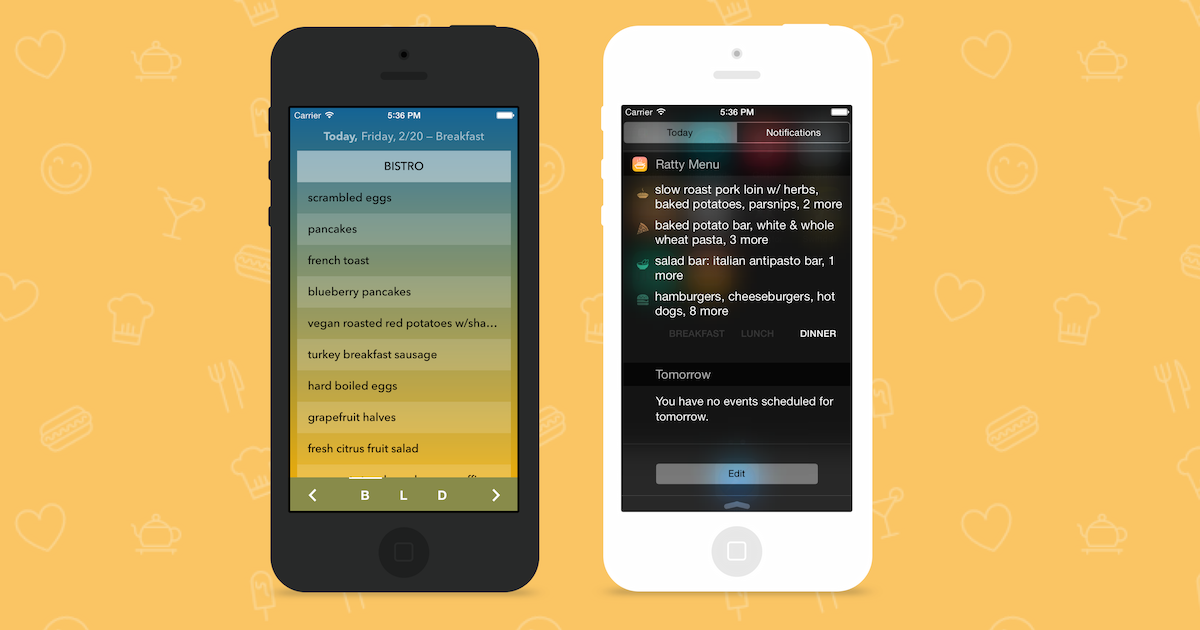 Carrier 5:35 PM
Today, Friday, 2/20 – Breakfast
BISTRO
scrambled eggs
pancakes
french toast
blueberry pancakes
vegan roasted red potatoes w/sha...
turkey breakfast sausage
hard boiled eggs
grapefruit halves
fresh citrus fruit salad
B L D
Carrier 5:36 PM
Today Notifications
Ratty Menu
slow roast pork loin w/ herbs,
baked potatoes, parsnips, 2 more
baked potato bar, white & whole
wheat pasta, 3 more
salad bar: italian antipasto bar, 1
more
hamburgers, cheeseburgers, hot
dogs, 8 more
BREAKFAST LUNCH DINNER
Tomorrow
You have no events scheduled for
tomorrow.
Edit